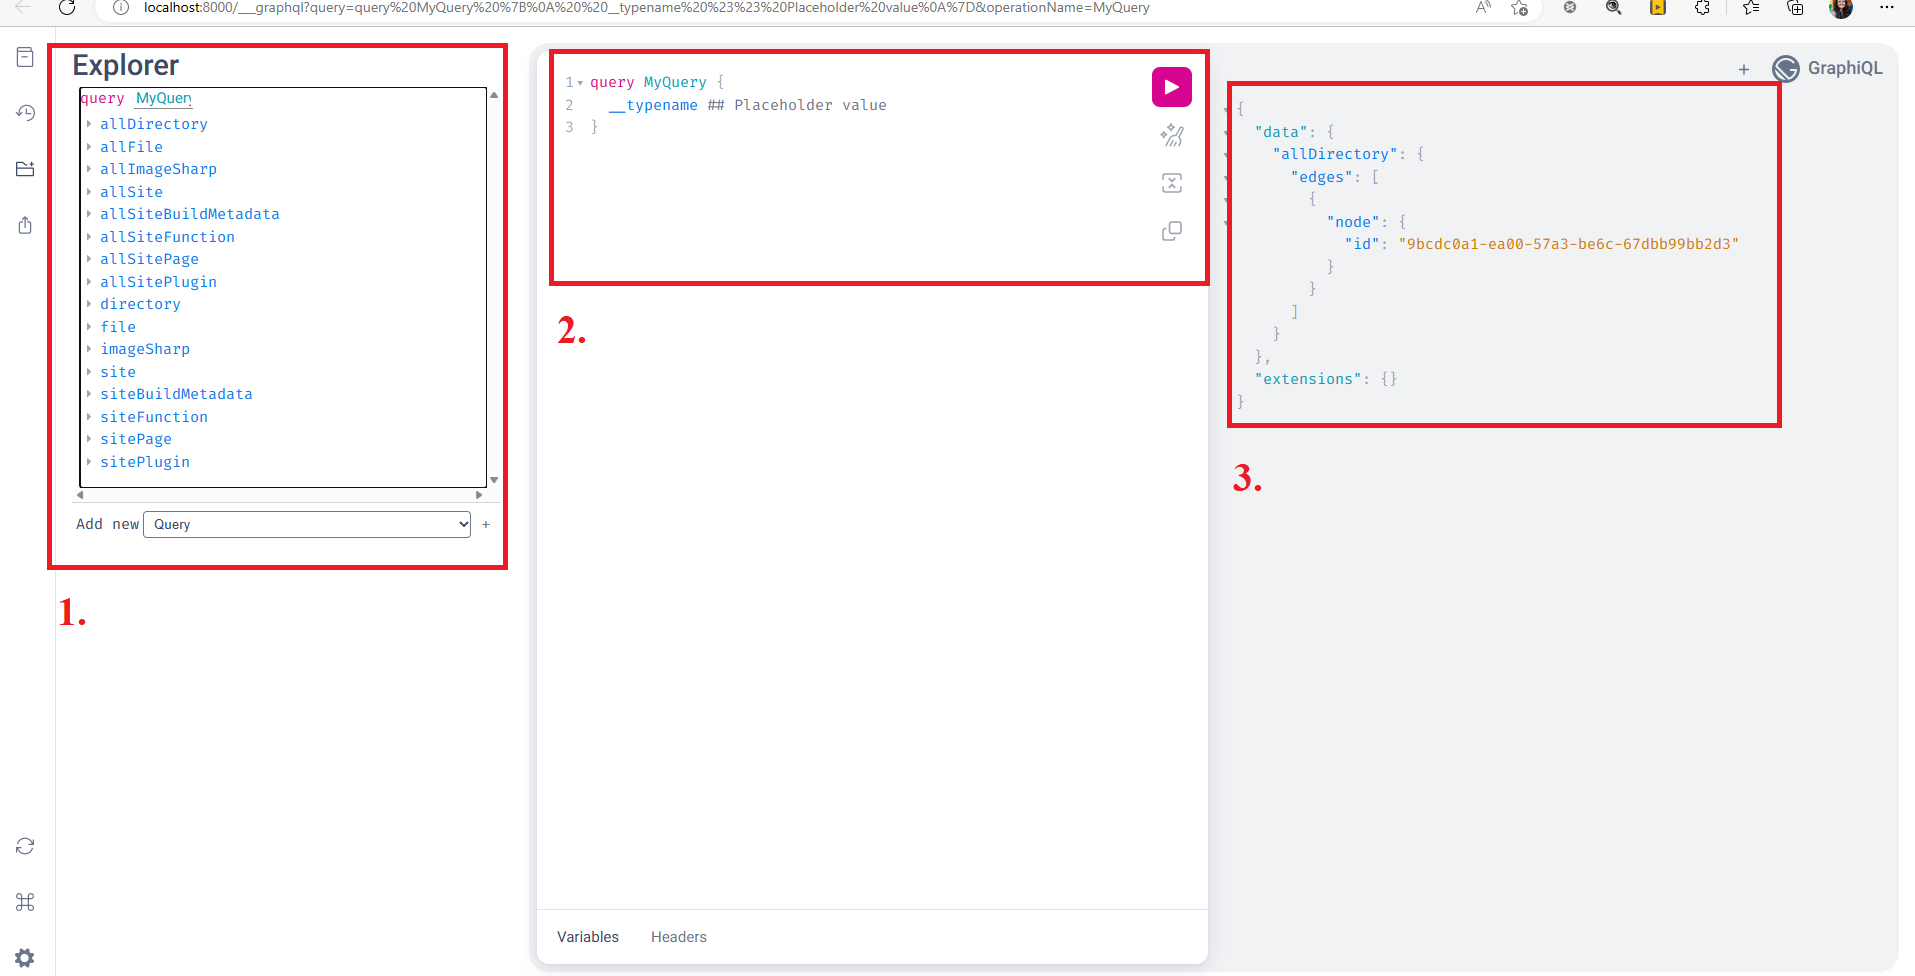 localhost:8000/___graphql?query=query%20MyQuery%20%7B%0A%20%20__typename%20%23%23%20Placeholder%20value%0A%7D&operationName=MyQuery
Explorer
query MyQuery
allDirectory
allFile
allImageSharp
allSite
allSiteBuildMetadata
allSiteFunction
allSitePage
allSitePlugin
directory
file
imageSharp
site
siteBuildMetadata
siteFunction
sitePage
sitePlugin
Add new Query +
1.
1 query MyQuery {
2 __typename ## Placeholder value
3 }
2.
Variables Headers
+ GraphiQL
{
"data": {
"allDirectory": {
"edges": [
{
"node": {
"id": "9bcdc0a1-ea00-57a3-be6c-67dbb99bb2d3"
}
}
]
}
},
"extensions": {}
}
3.